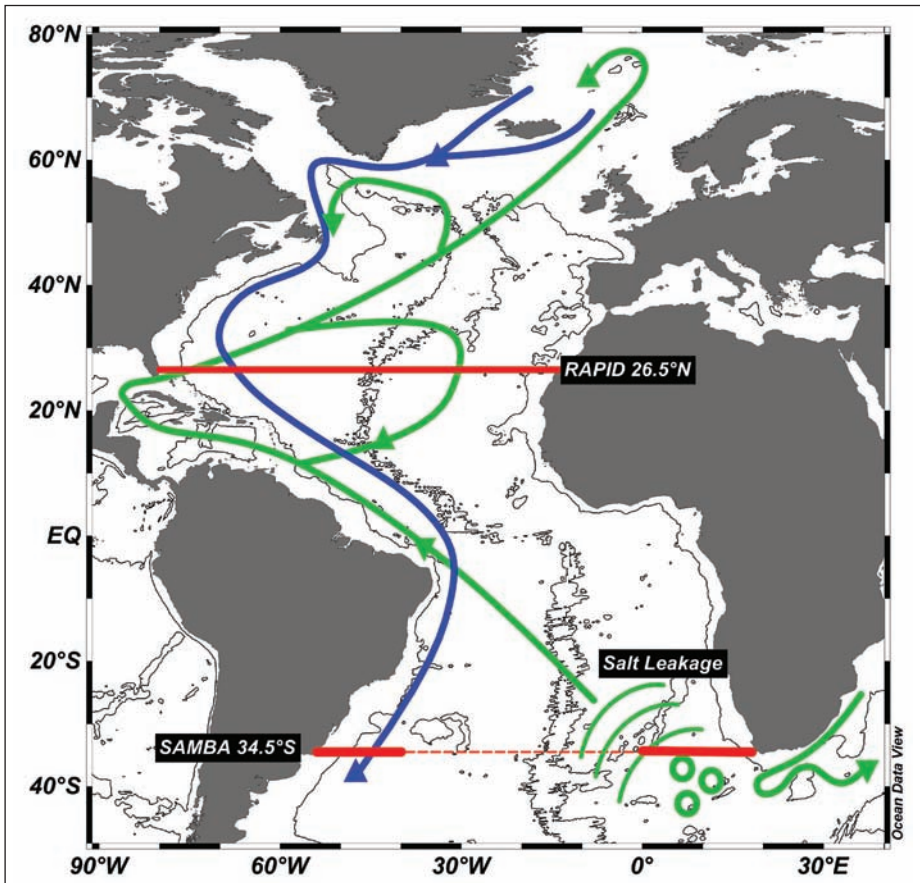 80°N
60°N
40°N
RAPID 26.5°N
20°N
EQ
20°S
Salt Leakage
SAMBA 34.5°S
40°S
Ocean Data View
90°W 60°W 30°W 0° 30°E